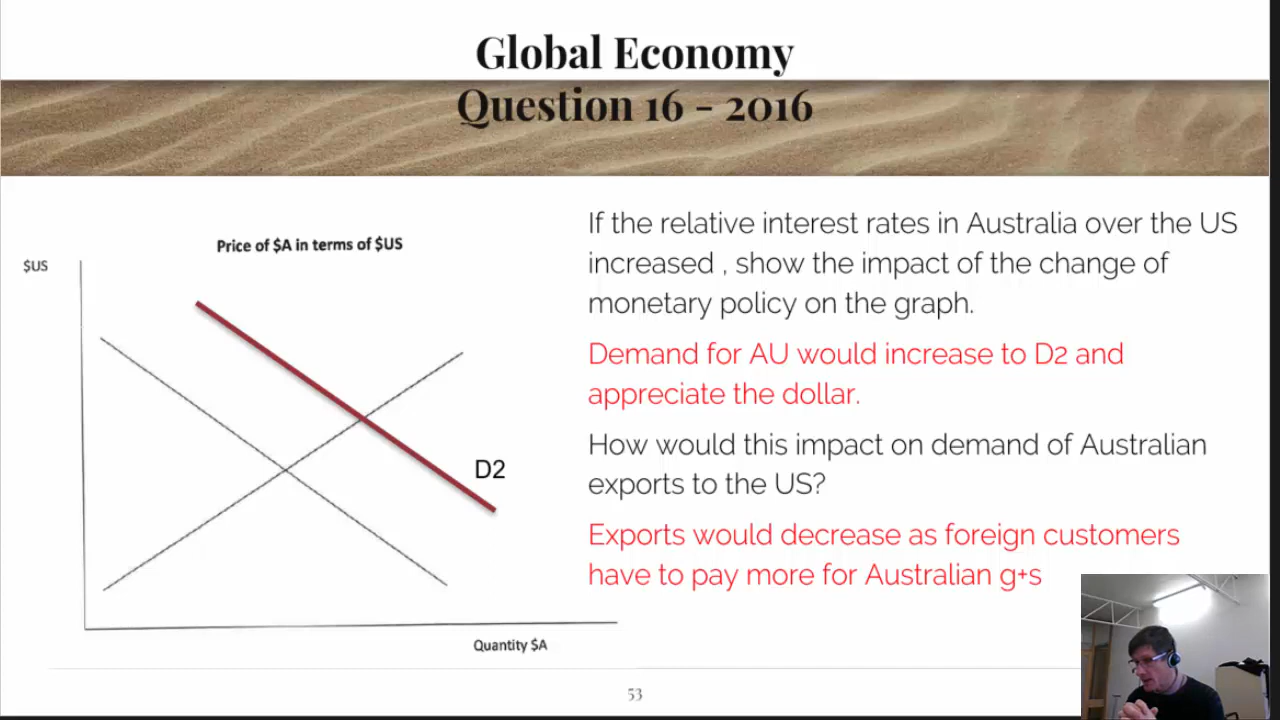 Global Economy
Question 16 - 2016
Price of $A in terms of $US
$US
D2
Quantity $A
If the relative interest rates in Australia over the US
increased , show the impact of the change of
monetary policy on the graph.
Demand for AU would increase to D2 and
appreciate the dollar.
How would this impact on demand of Australian
exports to the US?
Exports would decrease as foreign customers
have to pay more for Australian g+s
53